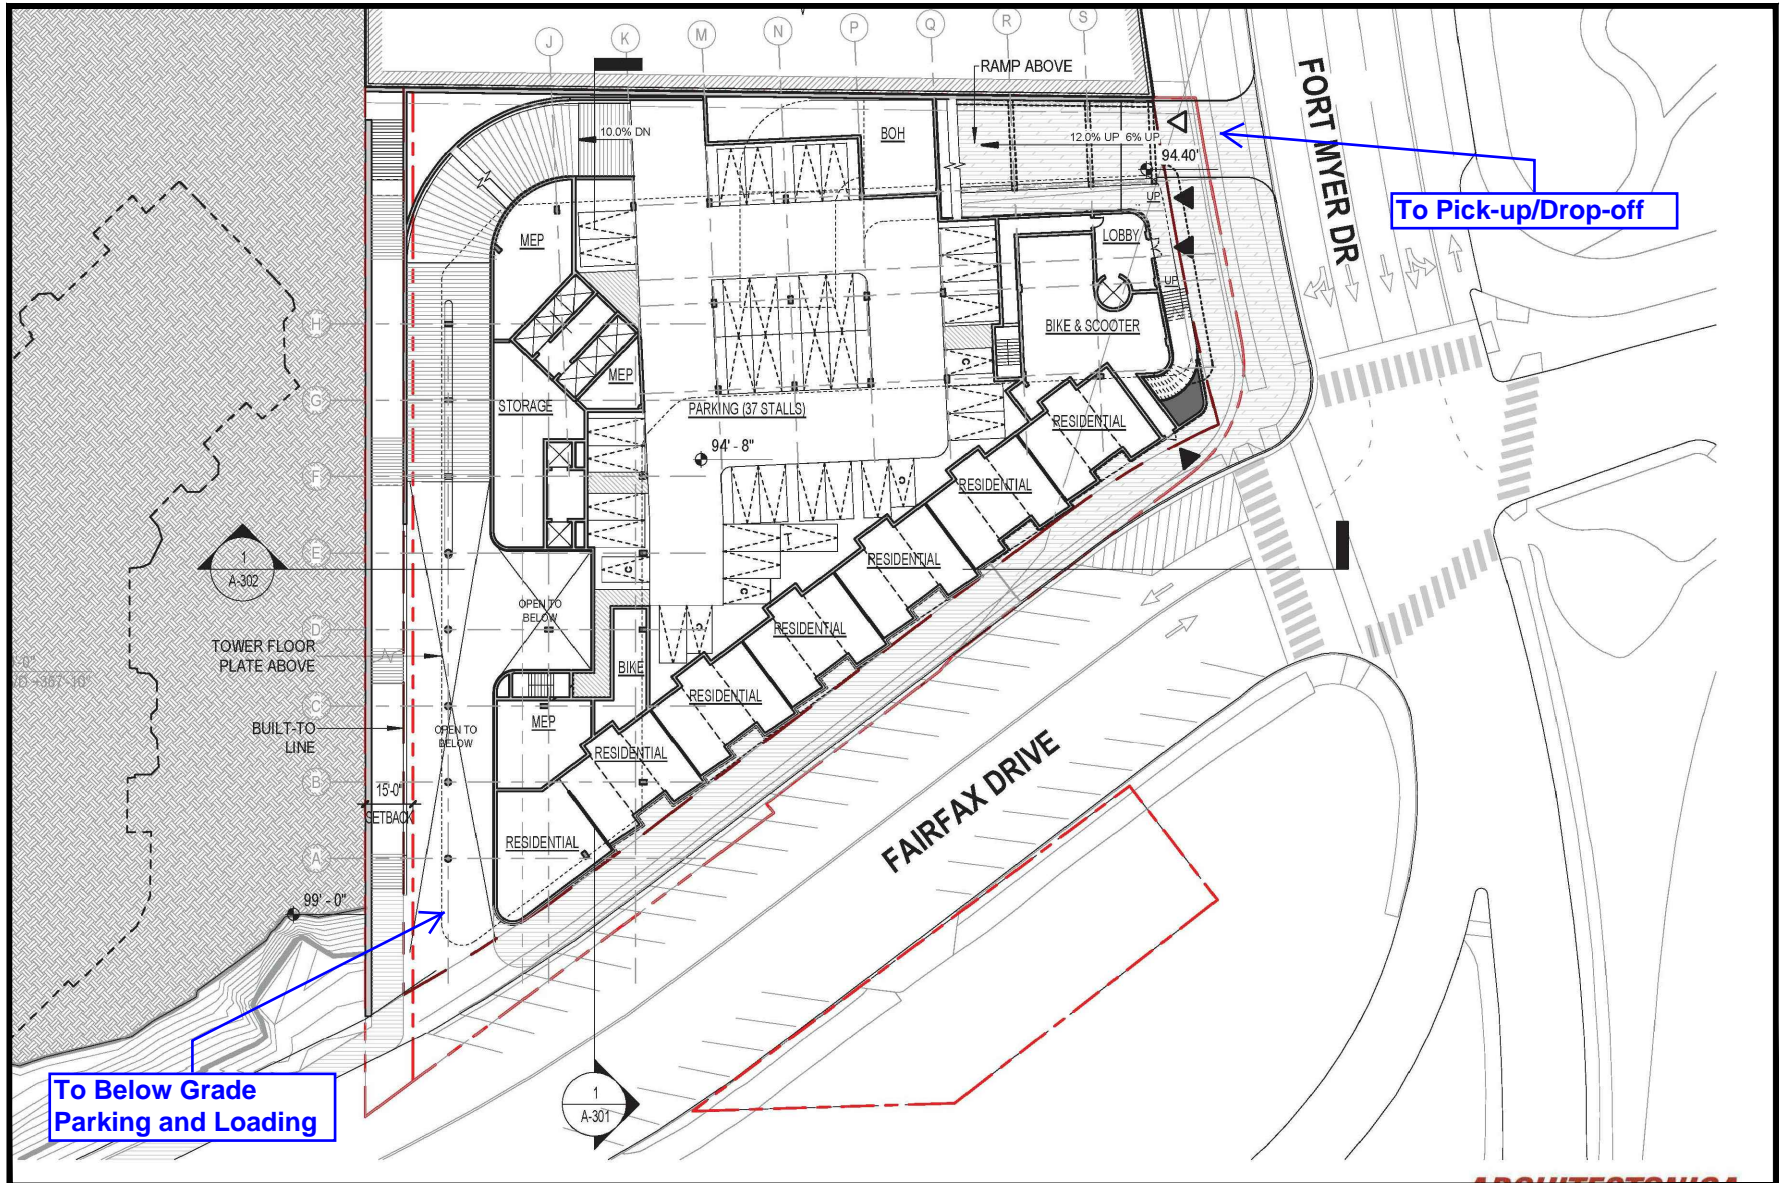 J
K
M
N
P
Q
R
S
RAMP ABOVE
FORT MYER DR
10.0% DN
BOH
12.0% UP
6% UP
94.40'
To Pick-up/Drop-off
UP
MEP
LOBBY
UP
H
BIKE & SCOOTER
MEP
G
STORAGE
PARKING (37 STALLS)
C
RESIDENTIAL
94' - 8"
F
C
RESIDENTIAL
E
T
1
A-302
RESIDENTIAL
C
C
OPEN TO
BELOW
D
C
RESIDENTIAL
TOWER FLOOR
PLATE ABOVE
BIKE
RESIDENTIAL
C
BUILT-TO
LINE
MEP
OPEN TO
BELOW
RESIDENTIAL
FAIRFAX DRIVE
B
15'-0"
SETBACK
RESIDENTIAL
A
99' - 0"
To Below Grade
Parking and Loading
1
A-301